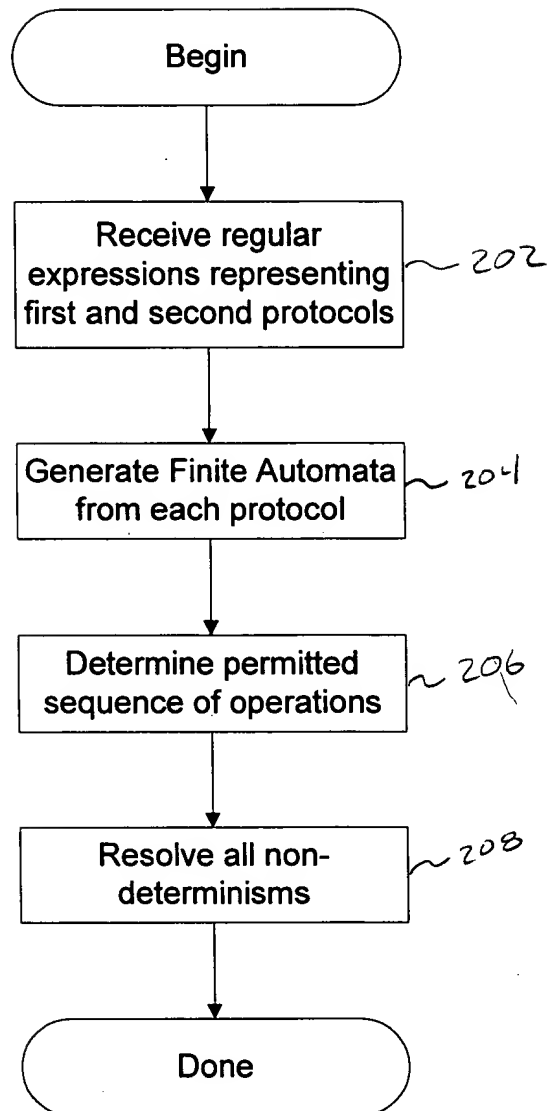 Begin
Receive regular
expressions representing
first and second protocols
202
Generate Finite Automata
from each protocol
204
Determine permitted
sequence of operations
206
Resolve all non-
determinisms
208
Done